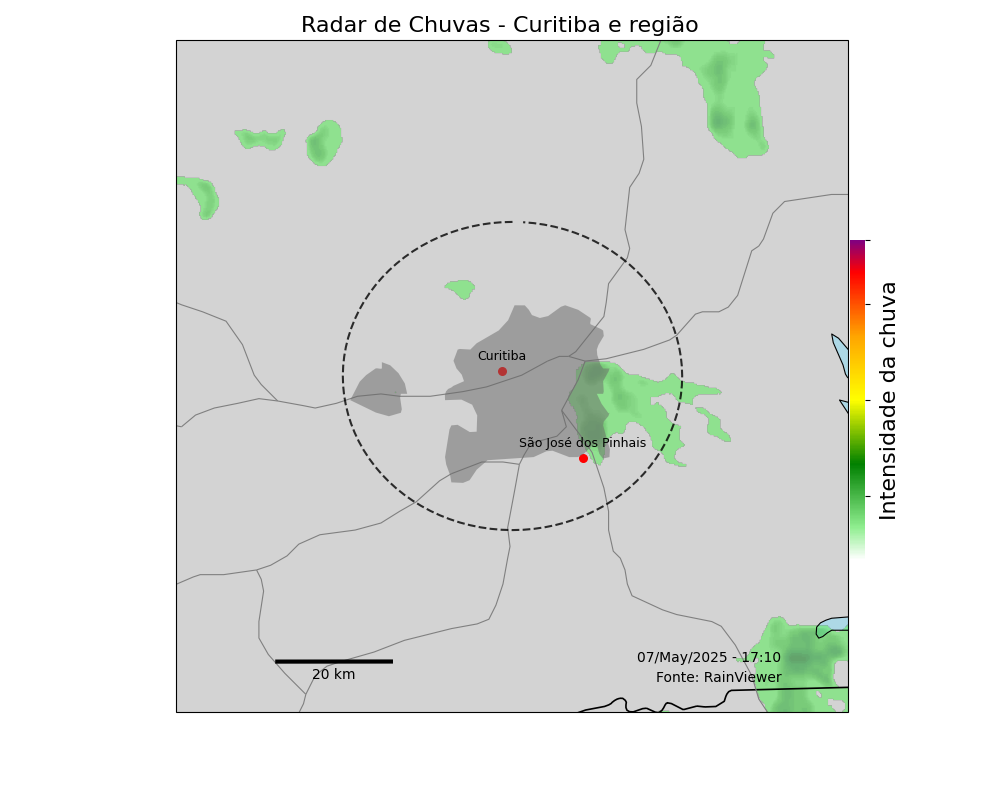 Radar de Chuvas - Curitiba e região
Curitiba
São José dos Pinhais
Intensidade da chuva
07/May/2025 - 17:10
Fonte: RainViewer
20 km